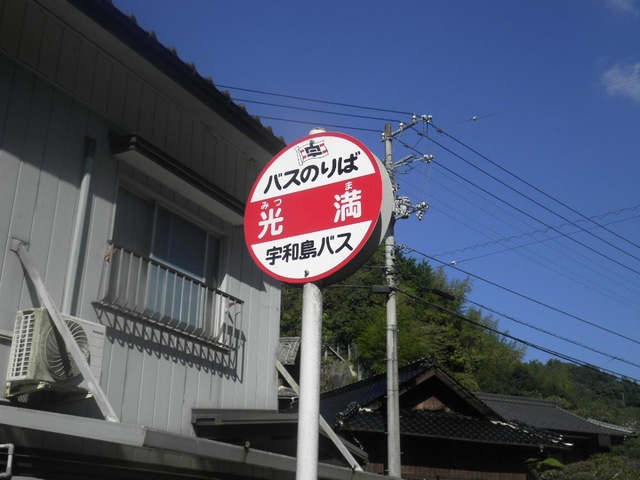 バスのりば
みつ ま
光 満
宇和島バス